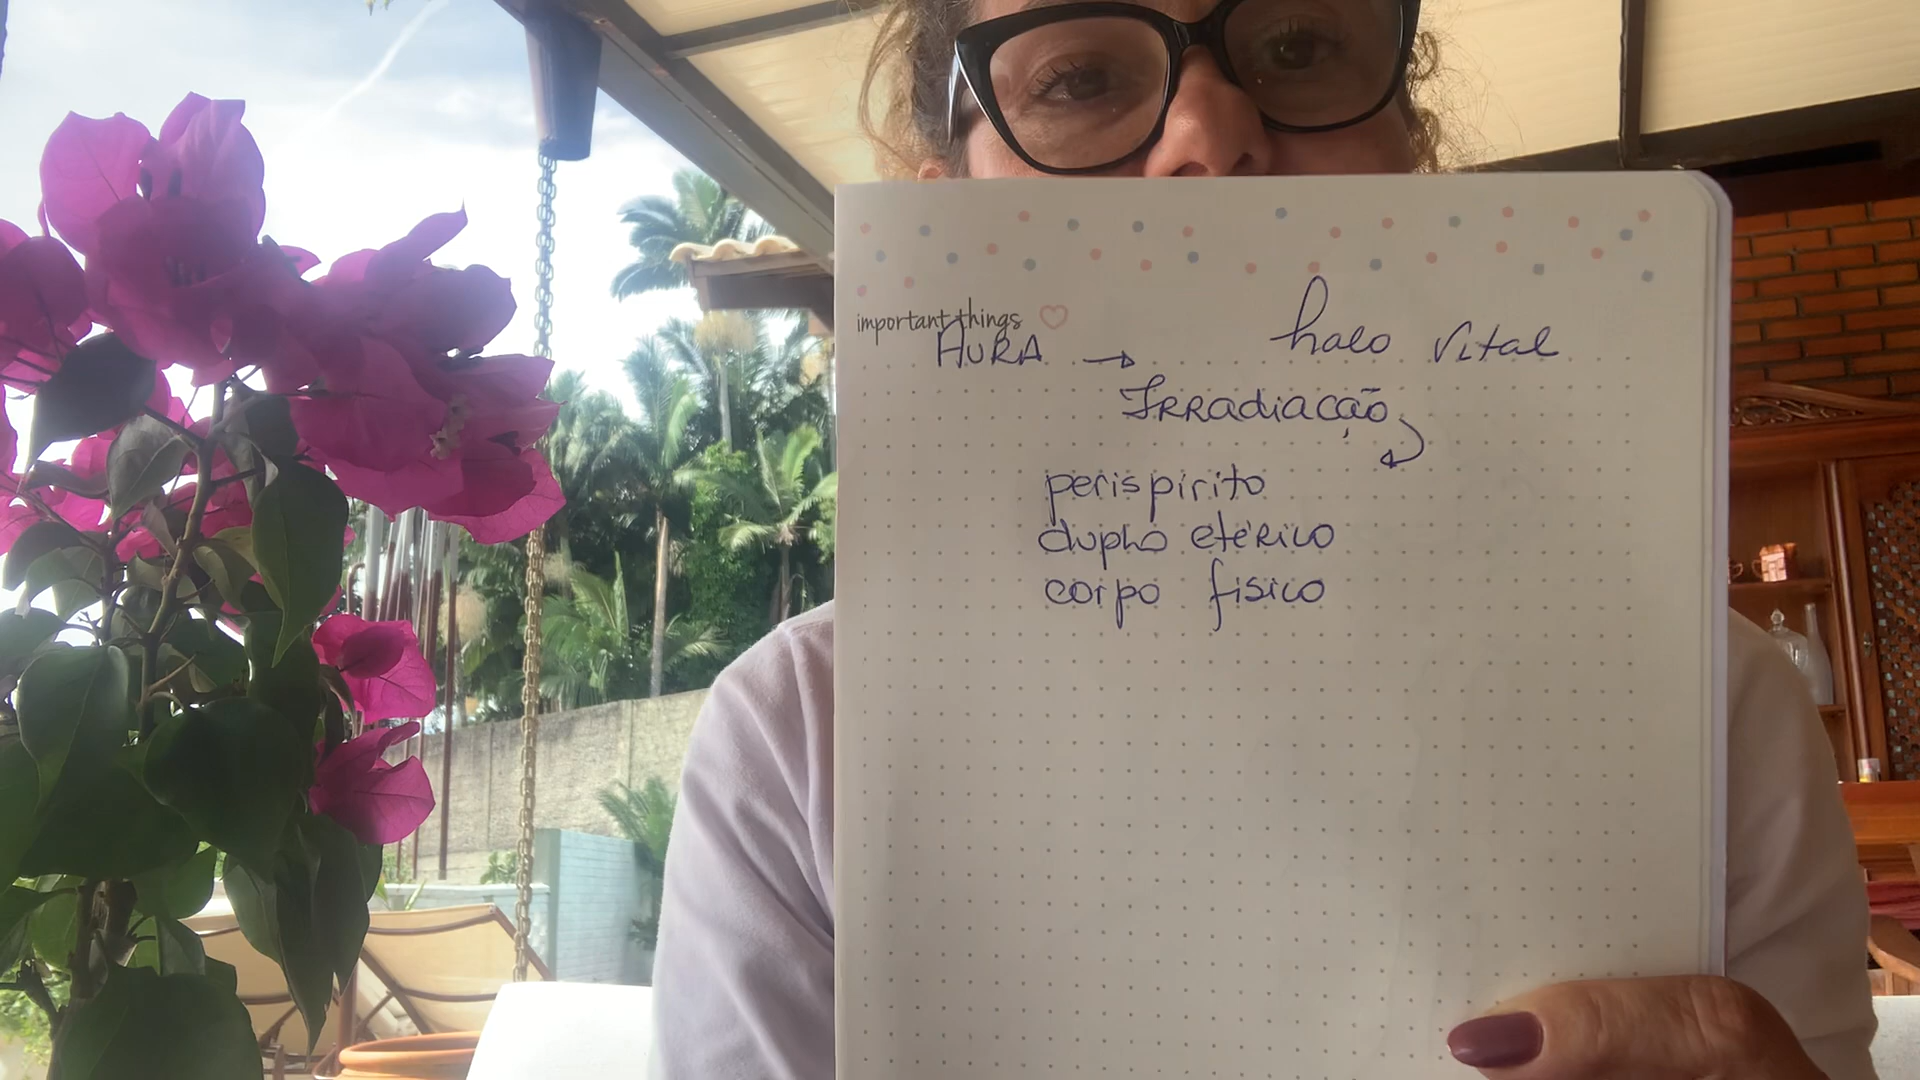 important things
AURA → halo vital
Irradiação
perispírito
duplo etérico
corpo físico